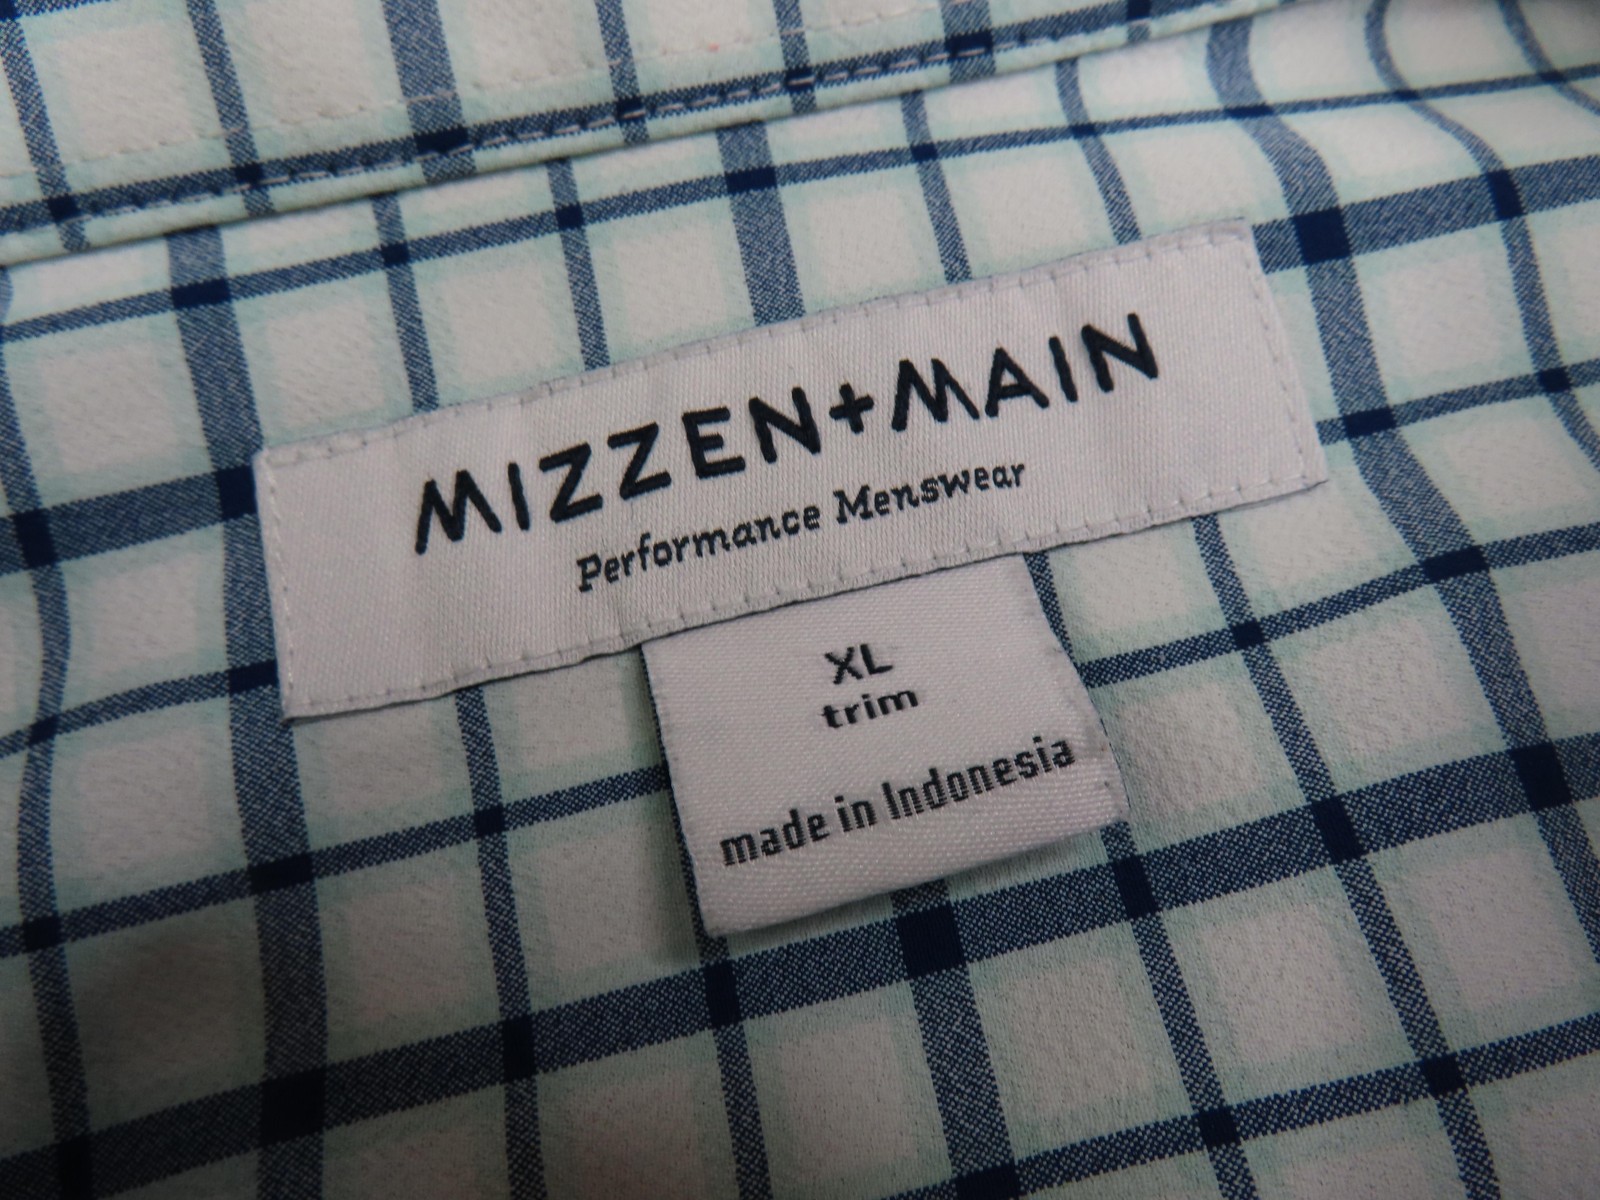 MIZZEN+MAIN
Performance Menswear
XL
trim
made in Indonesia